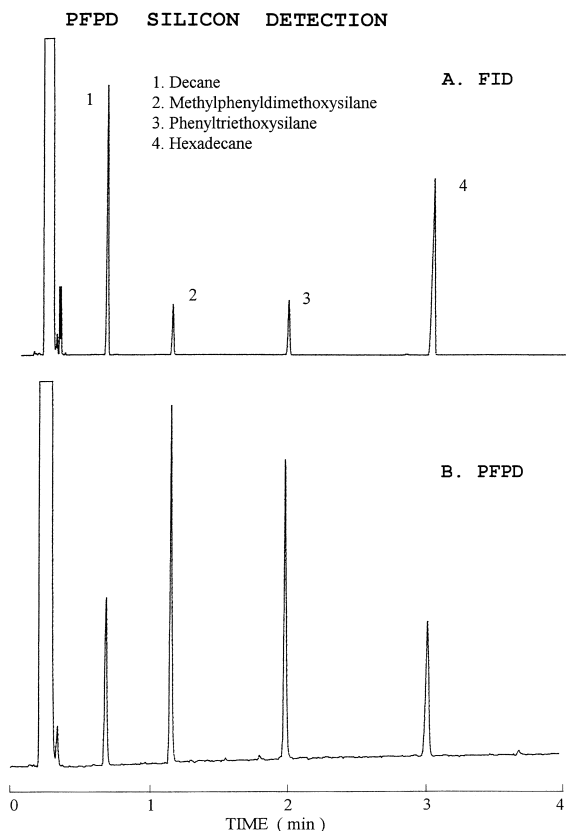 PFPD SILICON DETECTION
A. FID
1. Decane
2. Methylphenyldimethoxysilane
3. Phenyltriethoxysilane
4. Hexadecane
1
4
2
3
B. PFPD
0 1 2 3 4
TIME ( min )